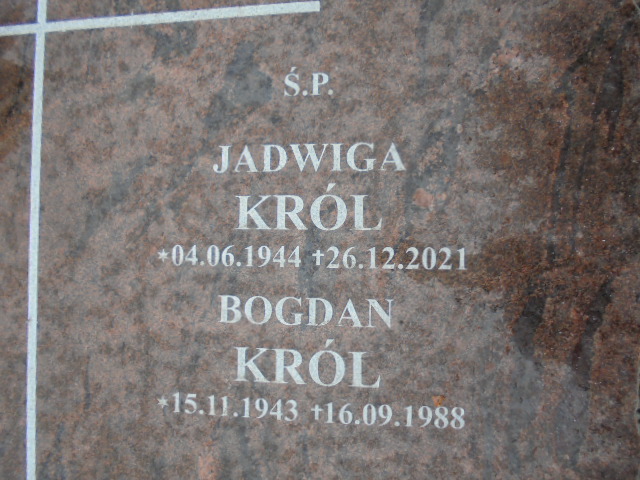 Ś.P.
JADWIGA
KRÓL
*04.06.1944 †26.12.2021
BOGDAN
KRÓL
*15.11.1943 †16.09.1988